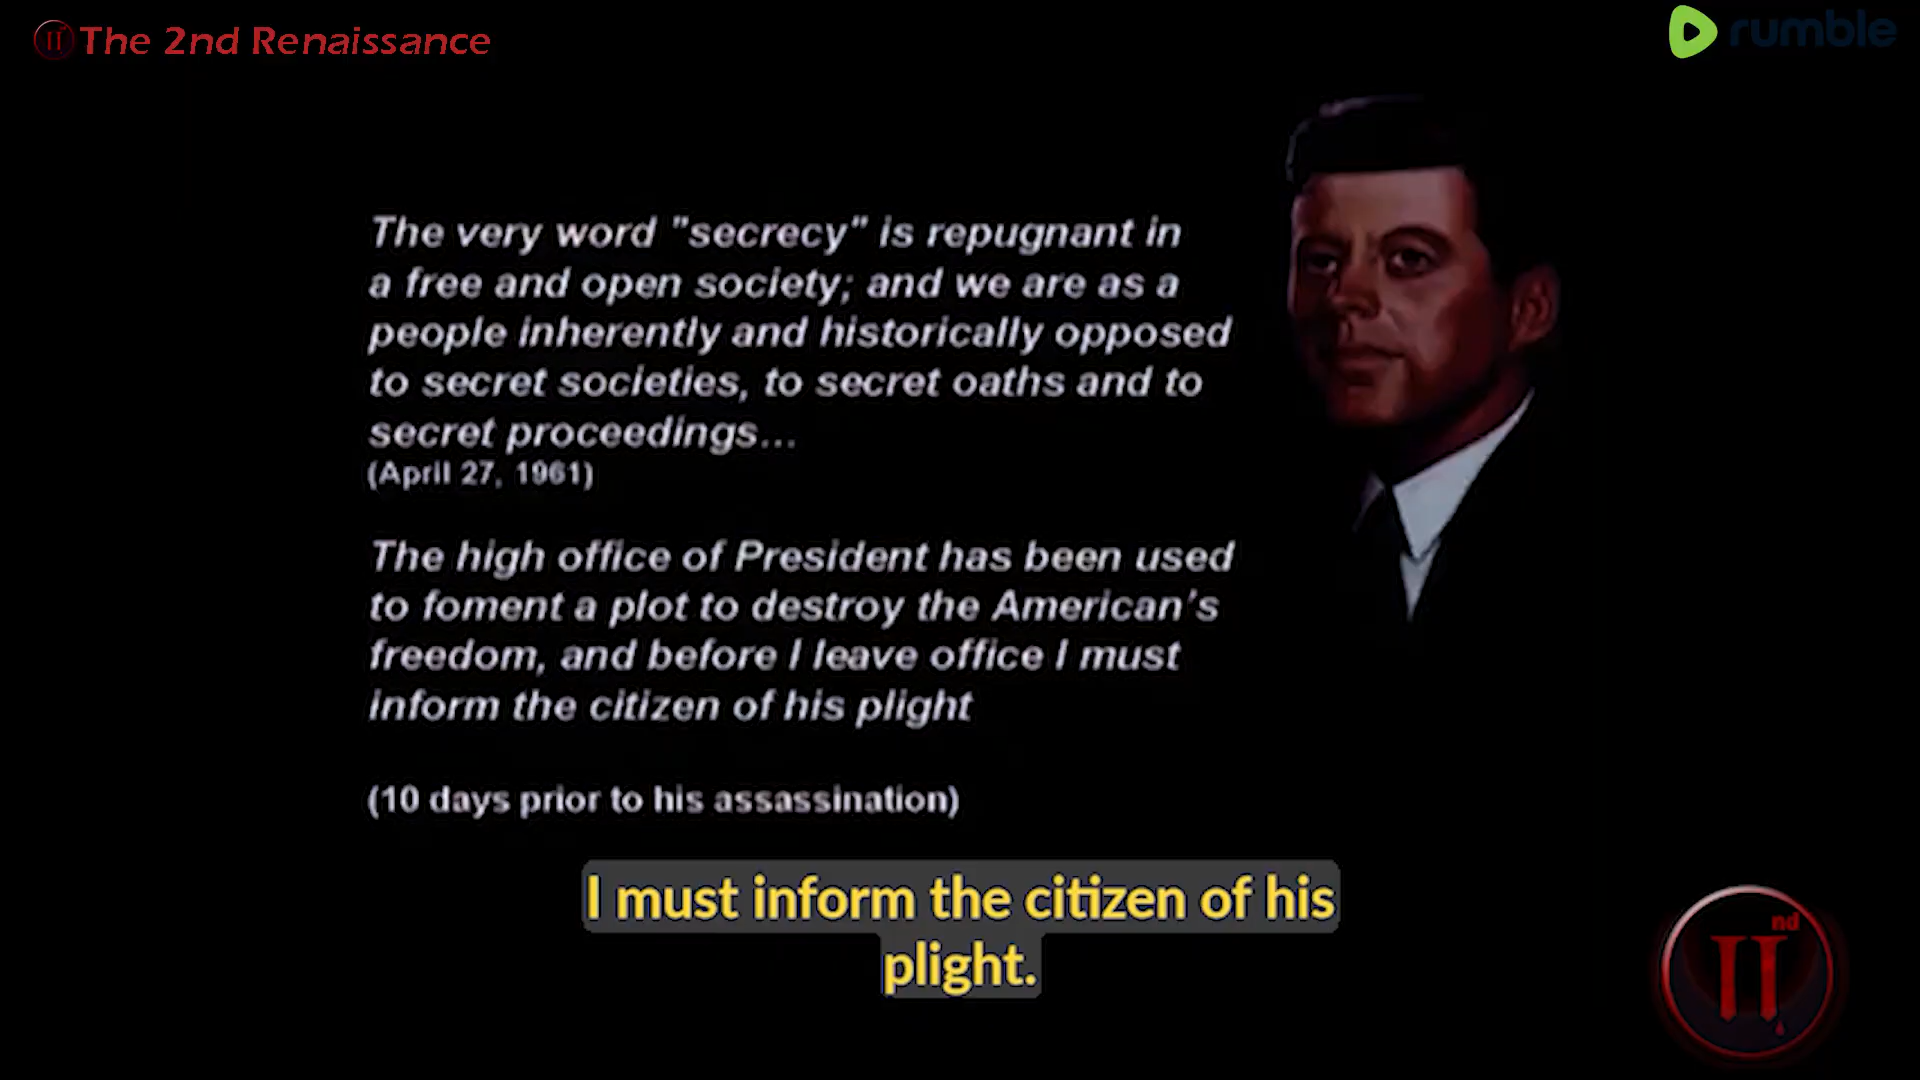 II The 2nd Renaissance
rumble
The very word "secrecy" is repugnant in
a free and open society; and we are as a
people inherently and historically opposed
to secret societies, to secret oaths and to
secret proceedings...
(April 27, 1961)
The high office of President has been used
to foment a plot to destroy the American's
freedom, and before I leave office I must
inform the citizen of his plight
(10 days prior to his assassination)
I must inform the citizen of his
plight.
II nd